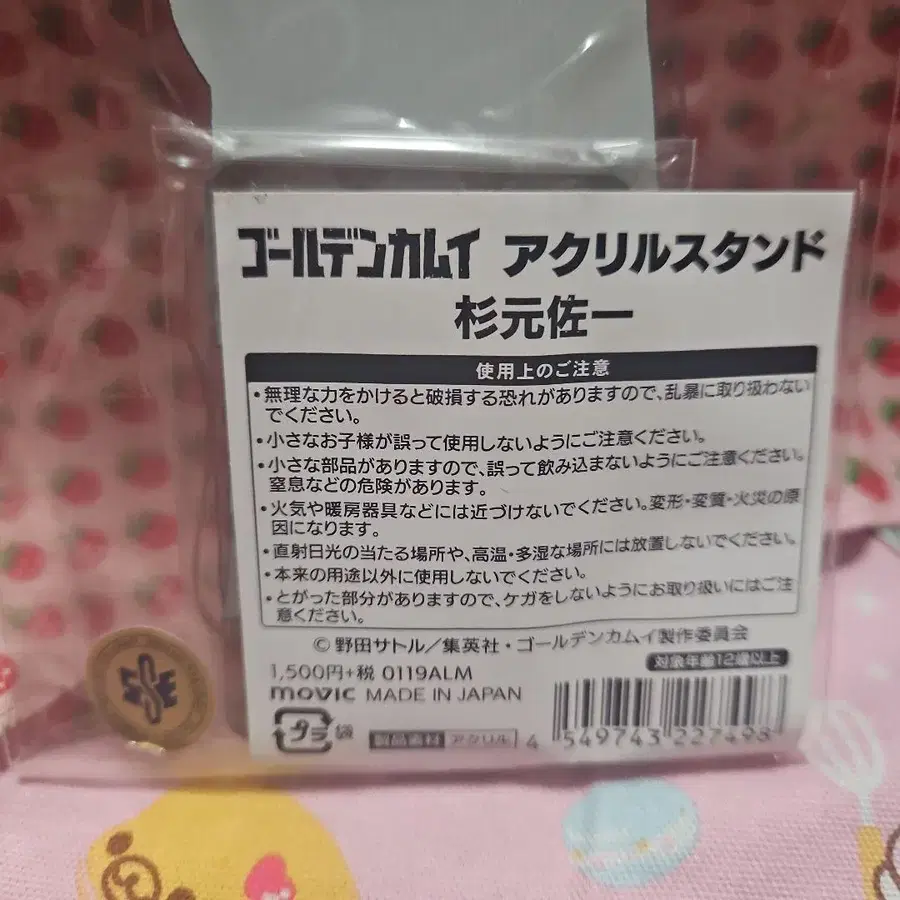 ゴールデンカムイ アクリルスタンド
杉元佐一
使用上のご注意
・無理な力をかけると破損する恐れがありますので、乱暴に取り扱わない
でください。
・小さなお子様が誤って使用しないようにご注意ください。
・小さな部品がありますので、誤って飲み込まないようにご注意ください。
窒息などの危険があります。
・火気や暖房器具などには近づけないでください。変形・変質・火災の原
因になります。
・直射日光の当たる場所や、高温・多湿な場所には放置しないでください。
・本来の用途以外に使用しないでください。
・とがった部分がありますので、ケガをしないようにお取り扱いにはご注
意ください。
© 野田サトル／集英社・ゴールデンカムイ製作委員会
対象年齢12歳以上
1,500円+税 0119ALM
movic MADE IN JAPAN
プラ 袋 製品素材 アクリル
4 549743 227498